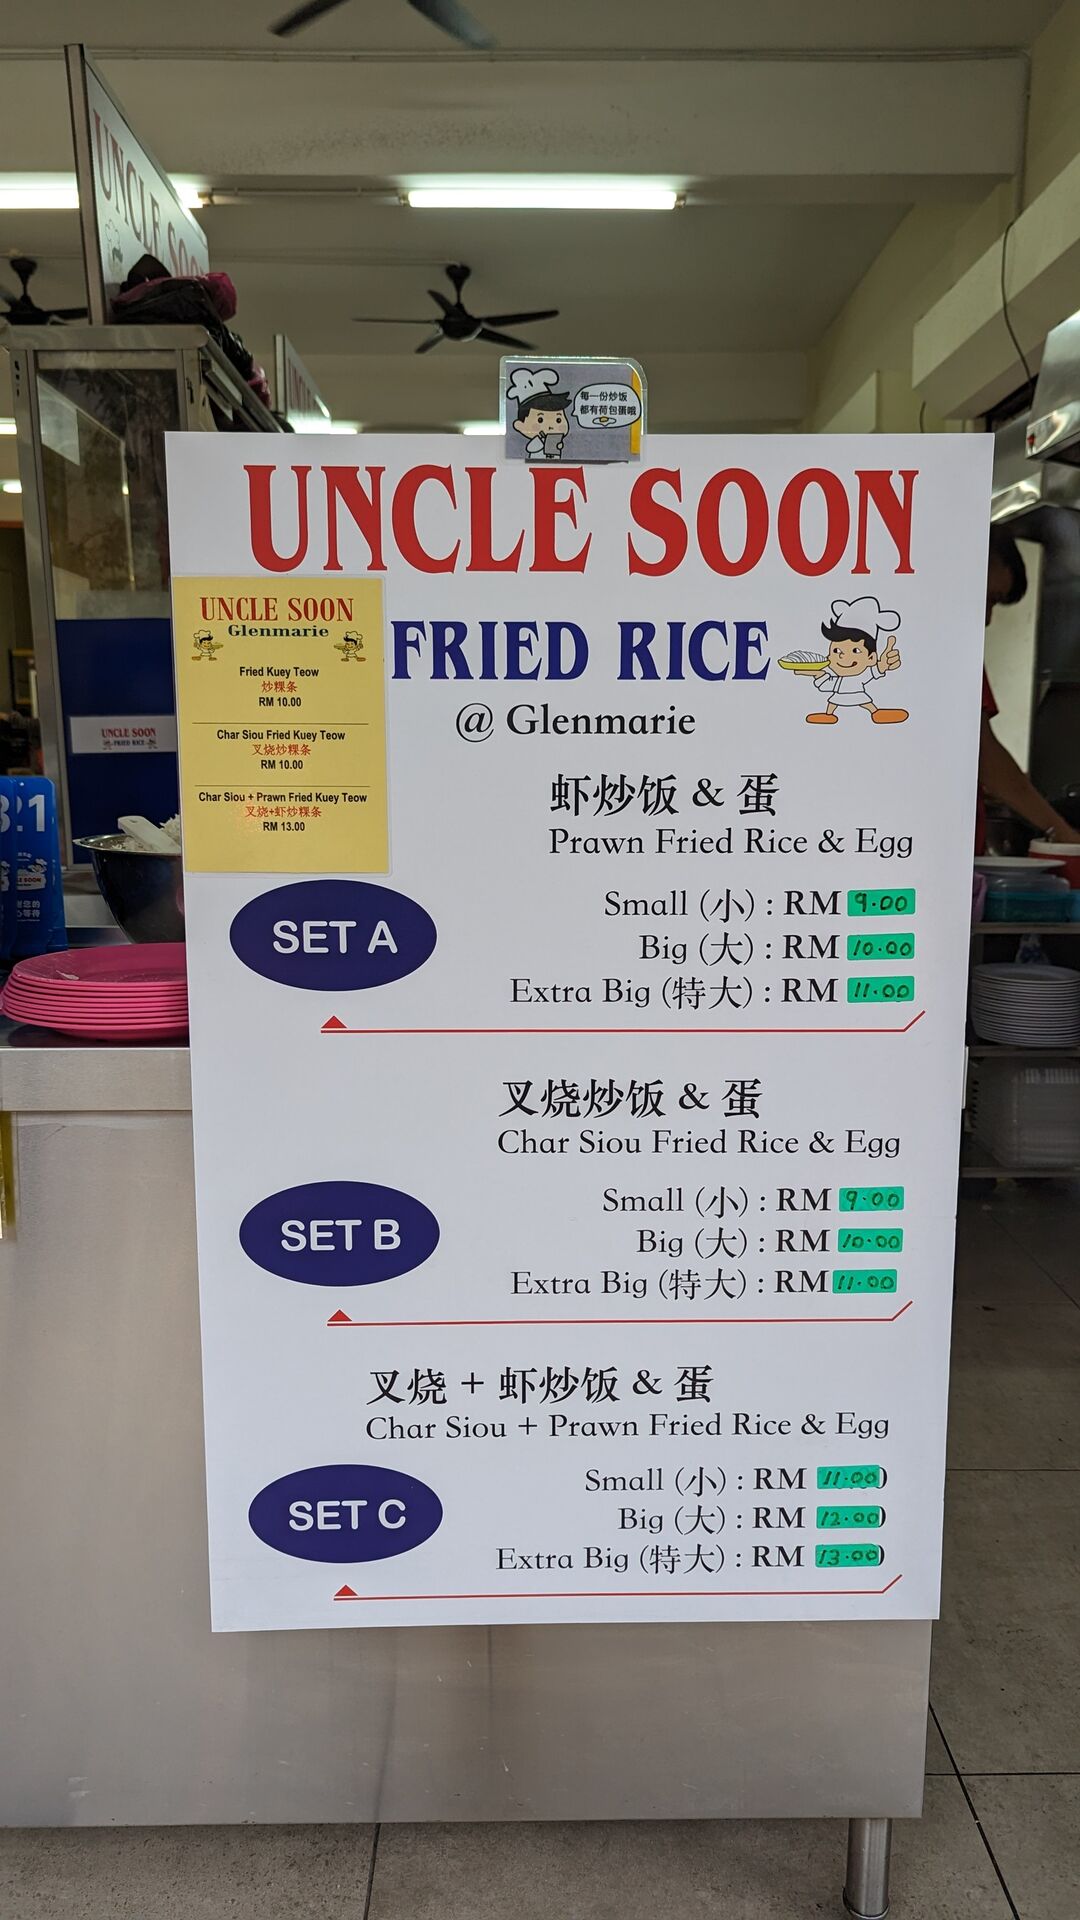 UNCLE SOON
每一份炒饭
都有荷包蛋哦
UNCLE SOON
FRIED RICE
@ Glenmarie
UNCLE SOON
Glenmarie
Fried Kuey Teow
炒粿条
RM 10.00
Char Siou Fried Kuey Teow
叉烧炒粿条
RM 10.00
Char Siou + Prawn Fried Kuey Teow
叉烧+虾炒粿条
RM 13.00
虾炒饭 & 蛋
Prawn Fried Rice & Egg
SET A
Small (小) : RM 9.00
Big (大) : RM 10.00
Extra Big (特大) : RM 11.00
叉烧炒饭 & 蛋
Char Siou Fried Rice & Egg
SET B
Small (小) : RM 9.00
Big (大) : RM 10.00
Extra Big (特大) : RM 11.00
叉烧 + 虾炒饭 & 蛋
Char Siou + Prawn Fried Rice & Egg
SET C
Small (小) : RM 11.00
Big (大) : RM 12.00
Extra Big (特大) : RM 13.00
UNCLE SOON
FRIED RICE